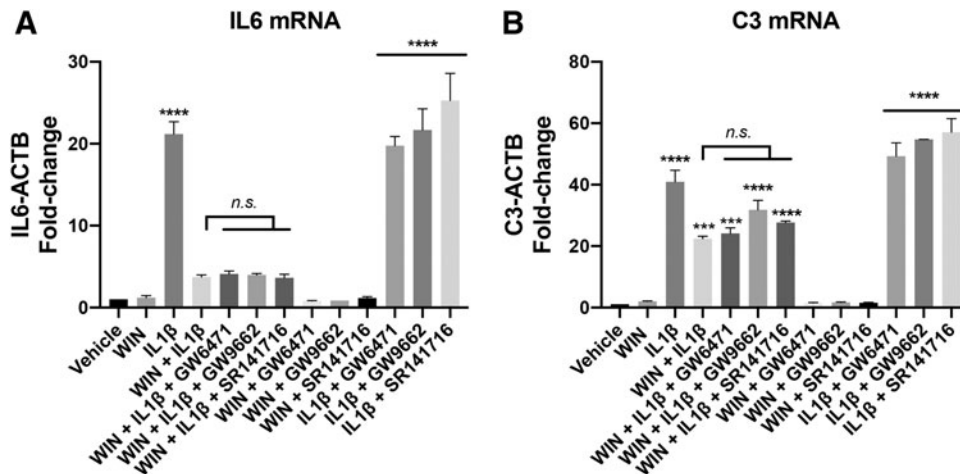 A
IL6 mRNA
IL6-ACTB
Fold-change
30
20
10
0
****
n.s.
****
Vehicle
WIN
IL1β
WIN + IL1β
WIN + IL1β + GW6471
WIN + IL1β + GW9662
WIN + IL1β + SR141716
WIN + GW6471
WIN + GW9662
WIN + SR141716
IL1β + GW6471
IL1β + GW9662
IL1β + SR141716
B
C3 mRNA
C3-ACTB
Fold-change
80
60
40
20
0
****
n.s.
***
***
****
****
****
Vehicle
WIN
IL1β
WIN + IL1β
WIN + IL1β + GW6471
WIN + IL1β + GW9662
WIN + IL1β + SR141716
WIN + GW6471
WIN + GW9662
WIN + SR141716
IL1β + GW6471
IL1β + GW9662
IL1β + SR141716